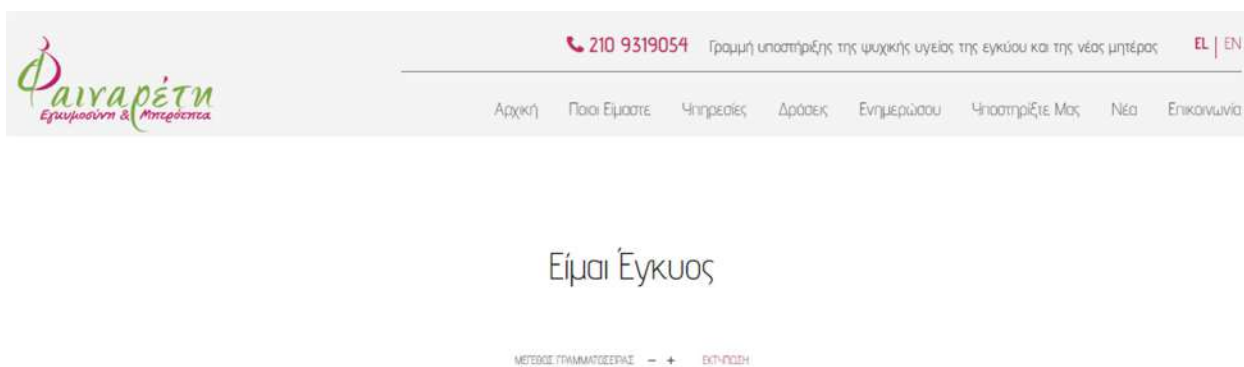 210 9319054 Γραμμή υποστήριξης της ψυχικής υγείας της εγκύου και της νέας μητέρας EL | EN
Φαιναρέτη
Εγκυμοσύνη & Μητρότητα
Αρχική Ποιοι Είμαστε Υπηρεσίες Δράσεις Ενημερώσου Υποστηρίξτε Μας Νέα Επικοινωνία
Είμαι Έγκυος
ΜΕΓΕΘΟΣ ΓΡΑΜΜΑΤΟΣΕΙΡΑΣ − + ΕΚΤΥΠΩΣΗ